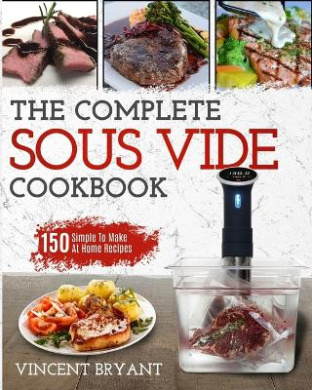 THE COMPLETE
SOUS VIDE
COOKBOOK
150
Simple To Make
At Home Recipes
VINCENT BRYANT